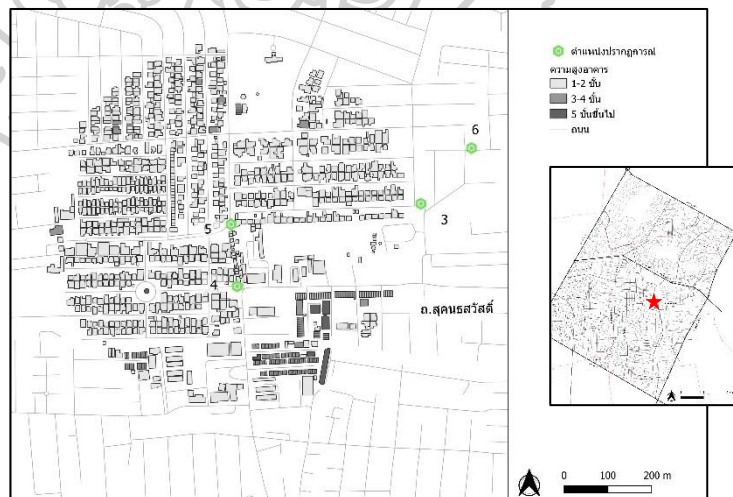 ตำแหน่งปรากฏการณ์
ความสูงอาคาร
1-2 ชั้น
3-4 ชั้น
5 ชั้นขึ้นไป
ถนน
6
3
5
4
ถ.สุคนธสวัสดิ์
0 100 200 m